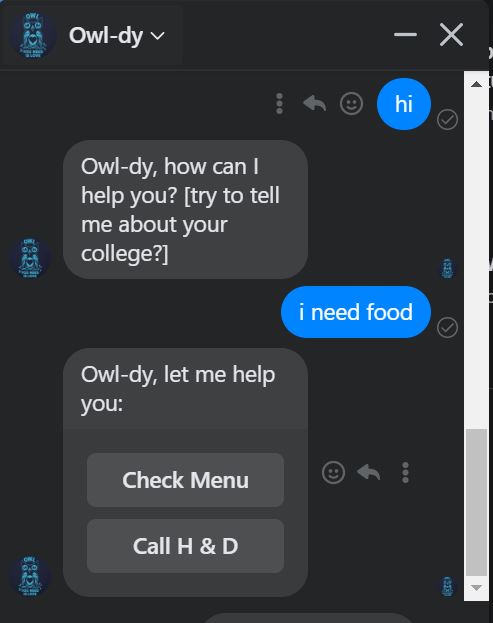 Owl-dy
hi
Owl-dy, how can I
help you? [try to tell
me about your
college?]
i need food
Owl-dy, let me help
you:
Check Menu
Call H & D